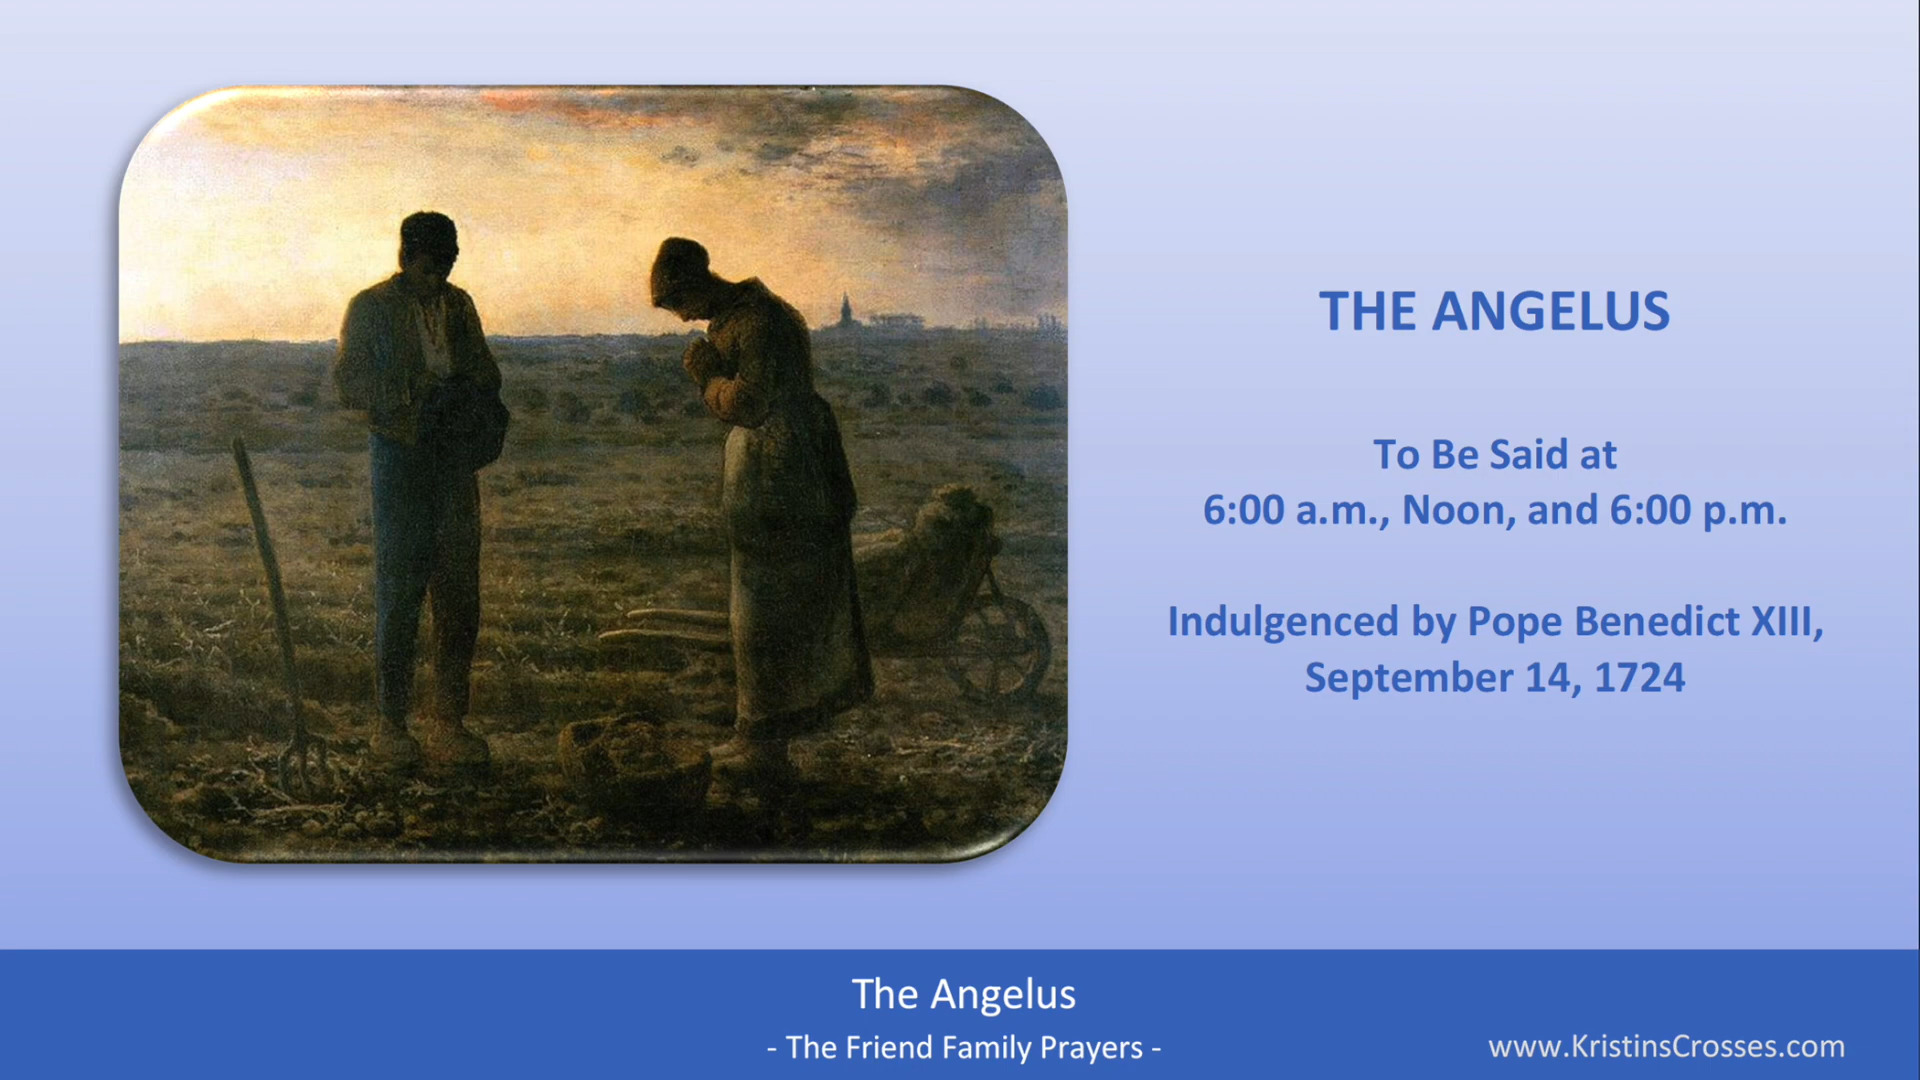 THE ANGELUS
To Be Said at
6:00 a.m., Noon, and 6:00 p.m.
Indulgenced by Pope Benedict XIII,
September 14, 1724
The Angelus
- The Friend Family Prayers -
www.KristinsCrosses.com